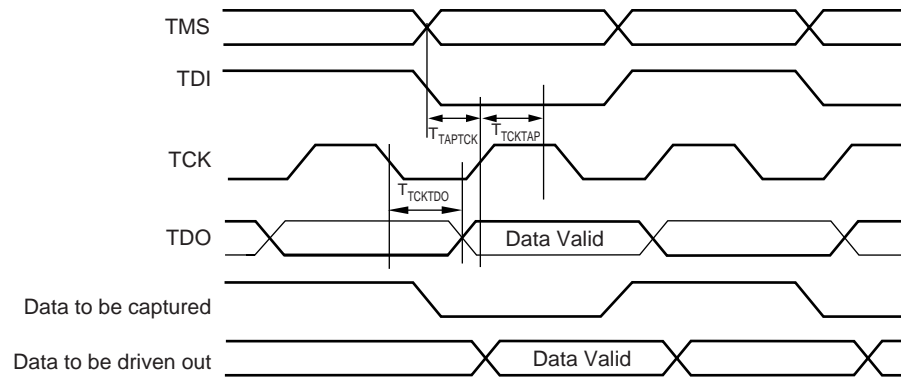 TMS
TDI
T_TAPTCK T_TCKTAP
TCK
T_TCKTDO
TDO Data Valid
Data to be captured
Data to be driven out Data Valid